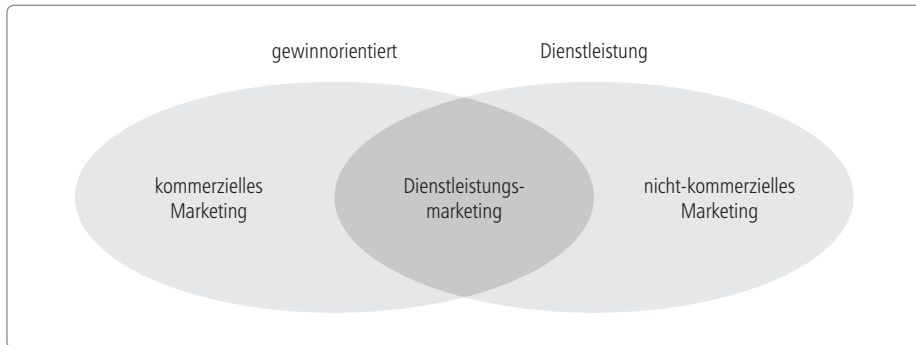 gewinnorientiert
Dienstleistung
kommerzielles
Marketing
Dienstleistungs-
marketing
nicht-kommerzielles
Marketing